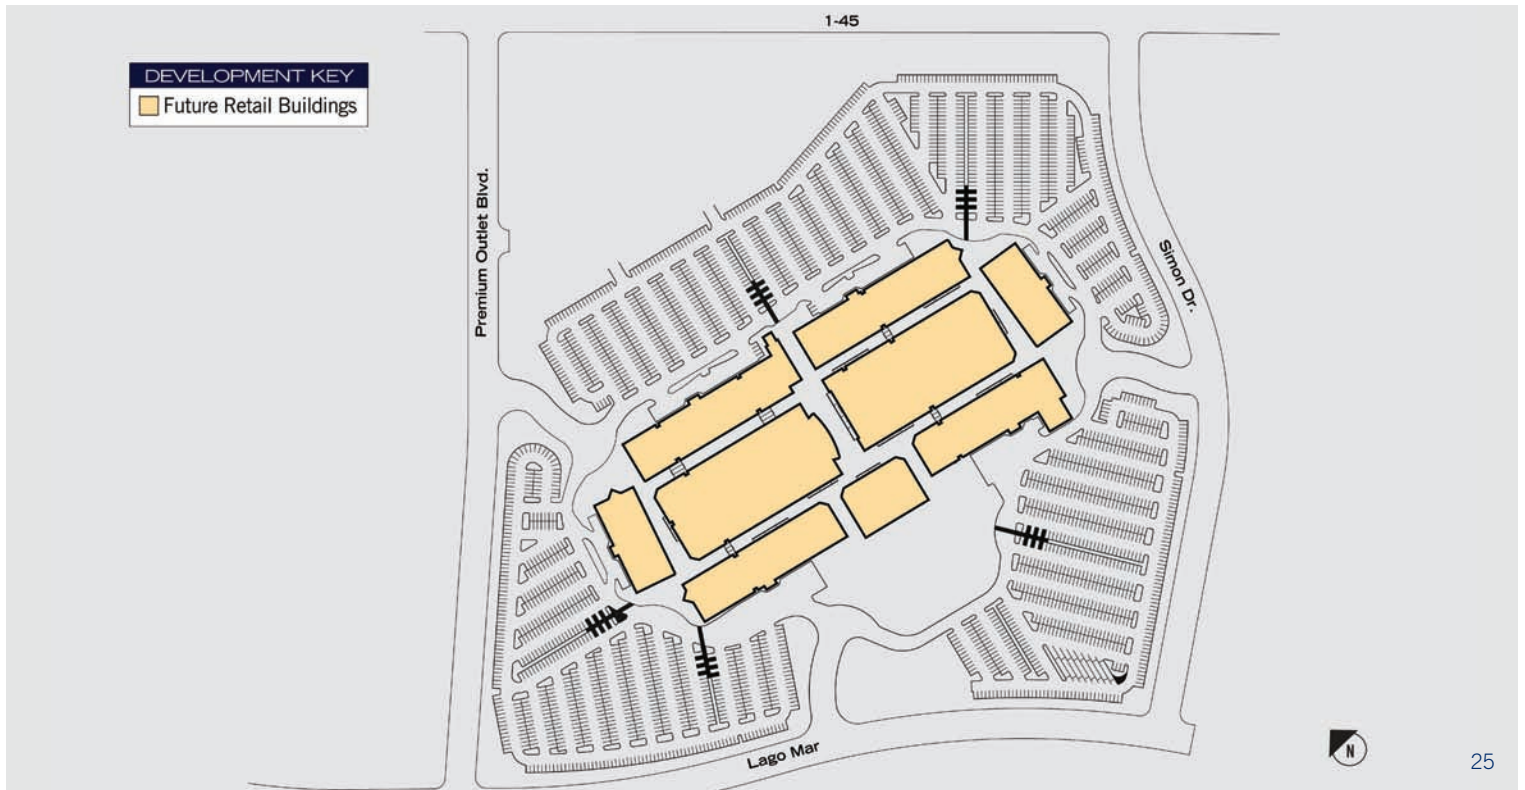 1-45
DEVELOPMENT KEY
Future Retail Buildings
Premium Outlet Blvd.
Simon Dr.
Lago Mar
N
25